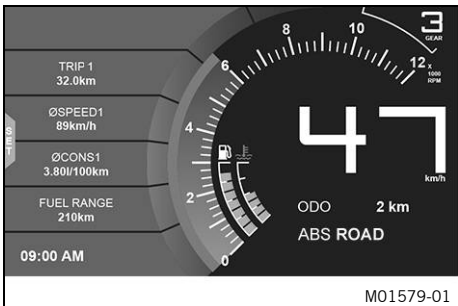 TRIP 1
32.0km
ØSPEED1
89km/h
ØCONS1
3.80l/100km
FUEL RANGE
210km
09:00 AM
SET
0
2
4
6
8
10
12 x 1000 RPM
3
GEAR
47
km/h
ODO 2 km
ABS ROAD
M01579-01